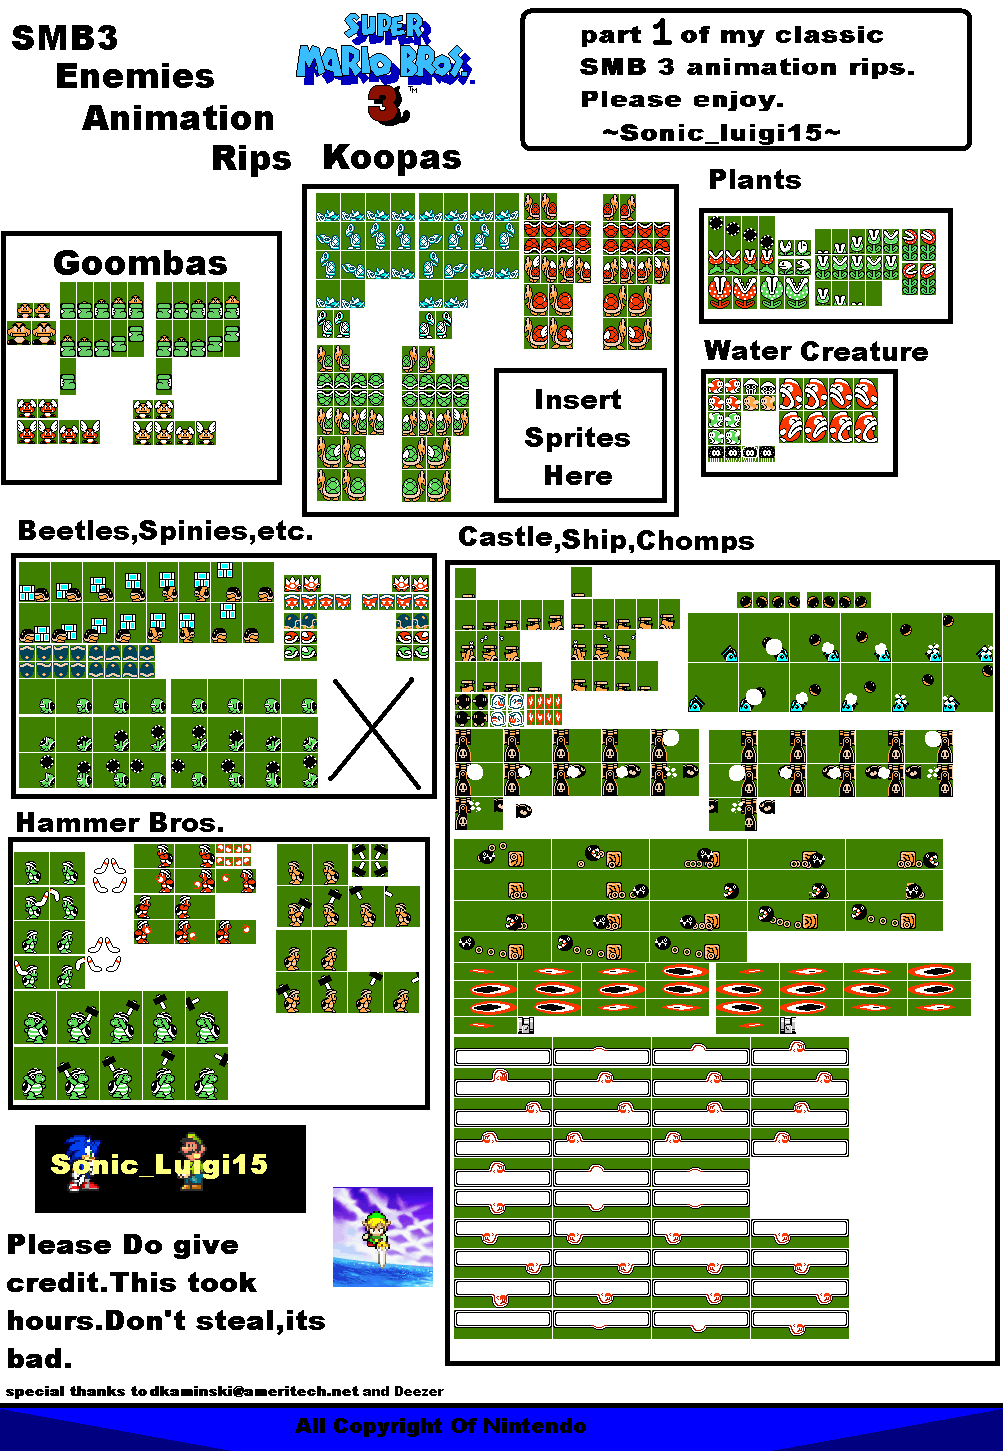 SMB3
Enemies
Animation
Rips
SUPER
MARIO BROS.
3
TM
part 1 of my classic
SMB 3 animation rips.
Please enjoy.
~Sonic_luigi15~
Koopas
Plants
Goombas
Water Creature
Insert
Sprites
Here
Beetles,Spinies,etc.
Castle,Ship,Chomps
Hammer Bros.
Sonic_Luigi15
Please Do give
credit.This took
hours.Don't steal,its
bad.
special thanks to dkaminski@ameritech.net and Deezer
All Copyright Of Nintendo